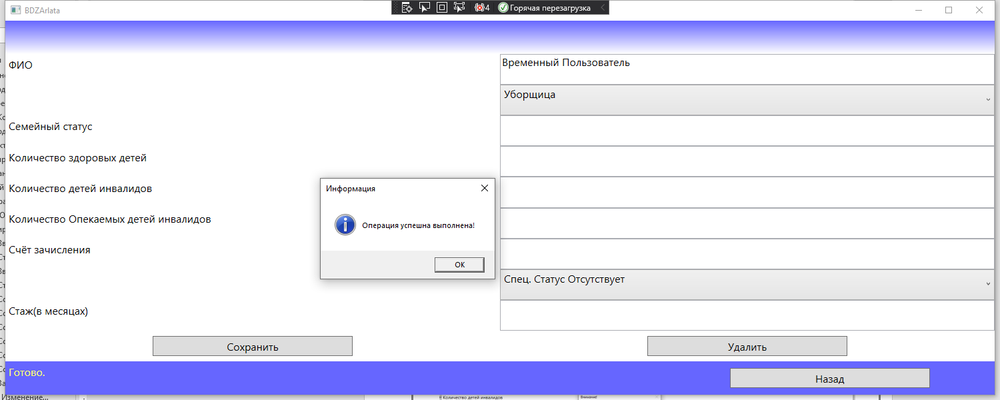 BDZArlata
4
Горячая перезагрузка
ФИО
Временный Пользователь
Уборщица
Семейный статус
Количество здоровых детей
Количество детей инвалидов
Количество Опекаемых детей инвалидов
Счёт зачисления
Спец. Статус Отсутствует
Стаж(в месяцах)
Информация
Операция успешна выполнена!
ОК
Сохранить
Удалить
Готово.
Назад
Изменение...
Количество детей инвалидов
Внимание!